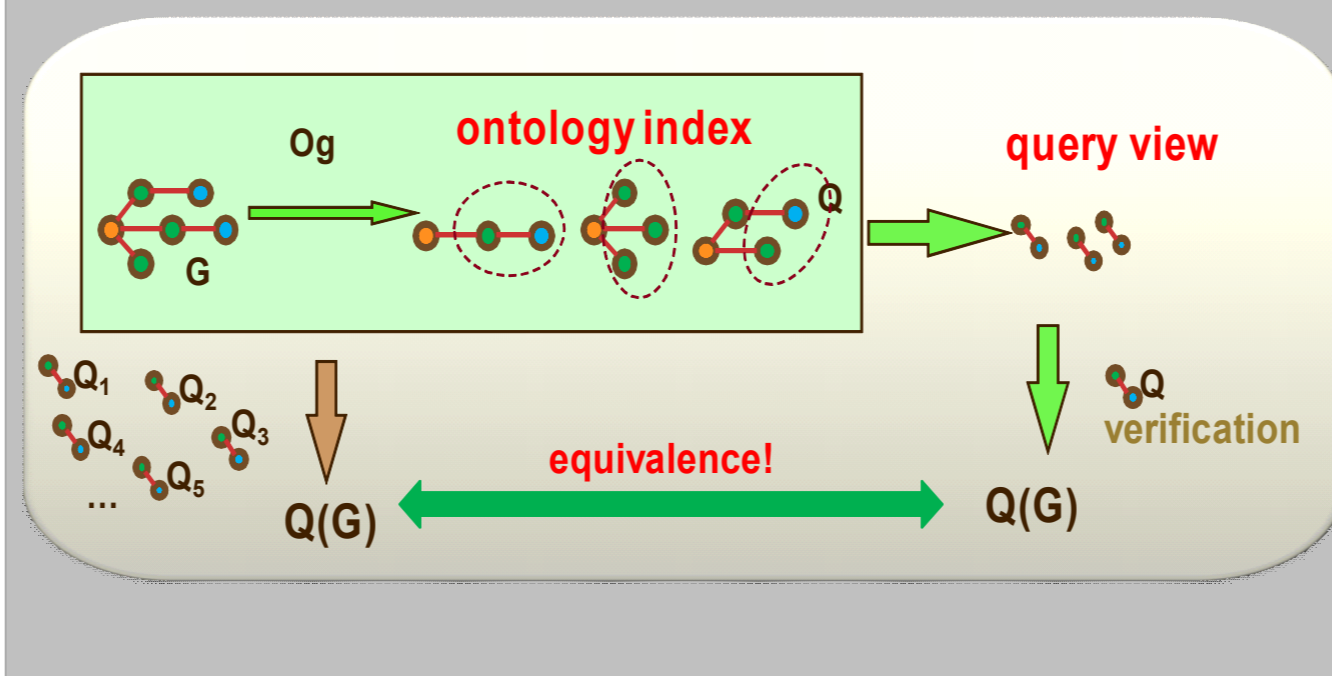 Og
ontology index
query view
Q
G
Q1
Q2
Q4
Q3
Q5
...
Q
verification
equivalence!
Q(G)
Q(G)